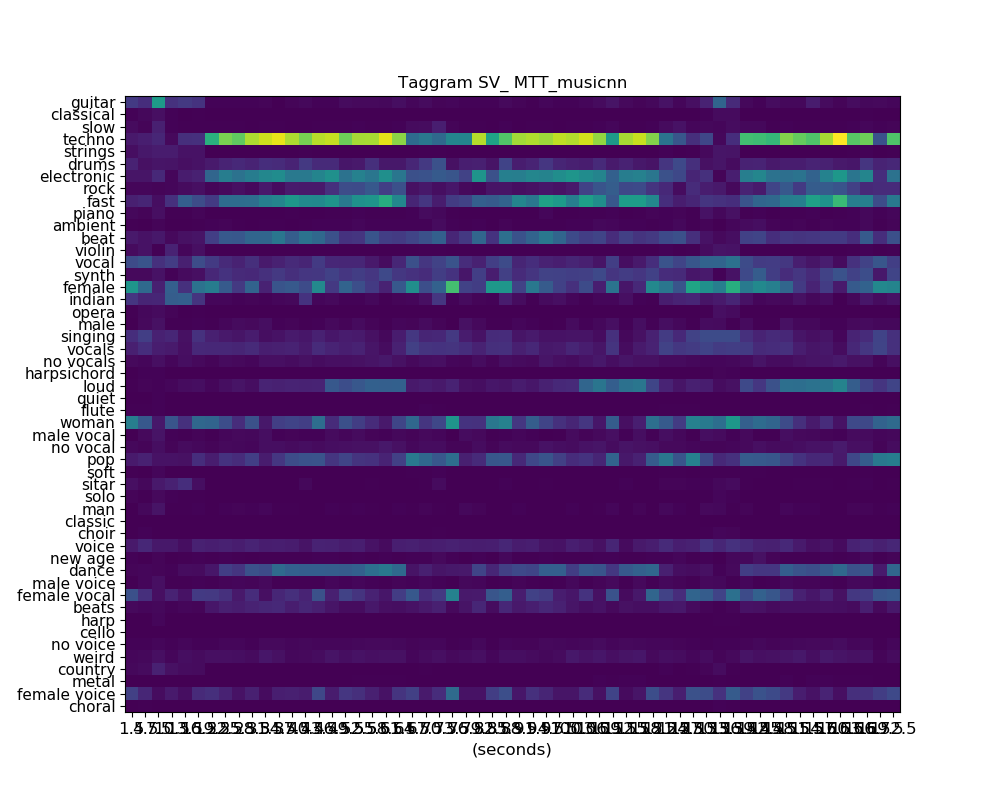 Taggram SV_ MTT_musicnn
guitar
classical
slow
techno
strings
drums
electronic
rock
fast
piano
ambient
beat
violin
vocal
synth
female
indian
opera
male
singing
vocals
no vocals
harpsichord
loud
quiet
flute
woman
male vocal
no vocal
pop
soft
sitar
solo
man
classic
choir
voice
new age
dance
male voice
female vocal
beats
harp
cello
no voice
weird
country
metal
female voice
choral
(seconds)